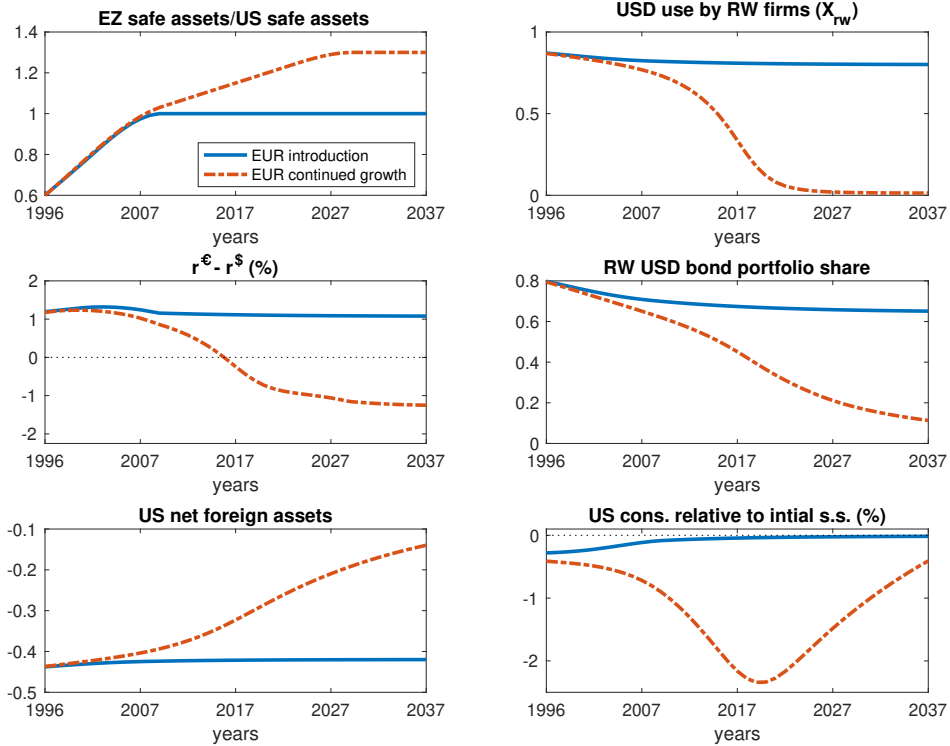 EZ safe assets/US safe assets
1.4
1.2
1
0.8
0.6
1996 2007 2017 2027 2037
years
EUR introduction
EUR continued growth
USD use by RW firms (X_rw)
1
0.5
0
1996 2007 2017 2027 2037
years
r^€ - r^$ (%)
2
1
0
-1
-2
1996 2007 2017 2027 2037
years
RW USD bond portfolio share
0.8
0.6
0.4
0.2
0
1996 2007 2017 2027 2037
years
US net foreign assets
-0.1
-0.2
-0.3
-0.4
-0.5
1996 2007 2017 2027 2037
years
US cons. relative to intial s.s. (%)
0
-1
-2
1996 2007 2017 2027 2037
years